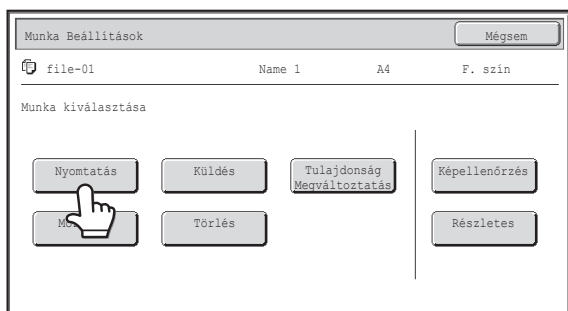 Munka Beállítások Mégsem
file-01 Name 1 A4 F. szín
Munka kiválasztása
Nyomtatás Küldés Tulajdonság Megváltoztatás Képellenőrzés
Törlés Részletes